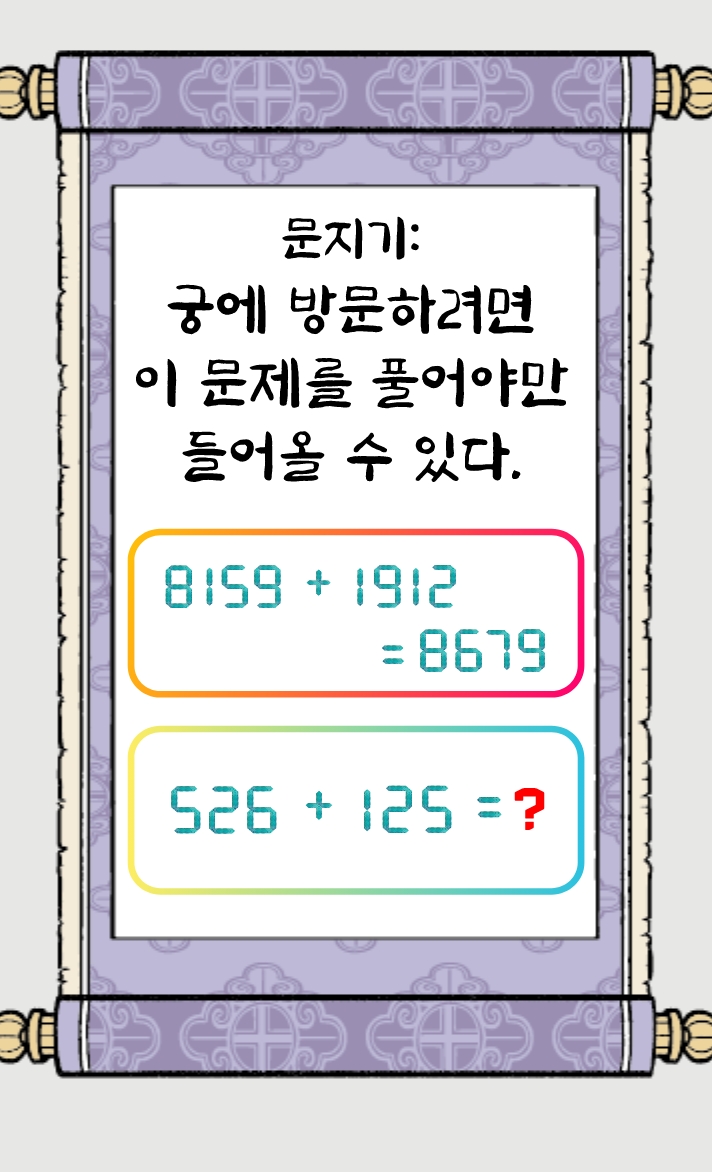 문지기:
궁에 방문하려면
이 문제를 풀어야만
들어올 수 있다.
8159 + 1912
= 8679
526 + 125 = ?